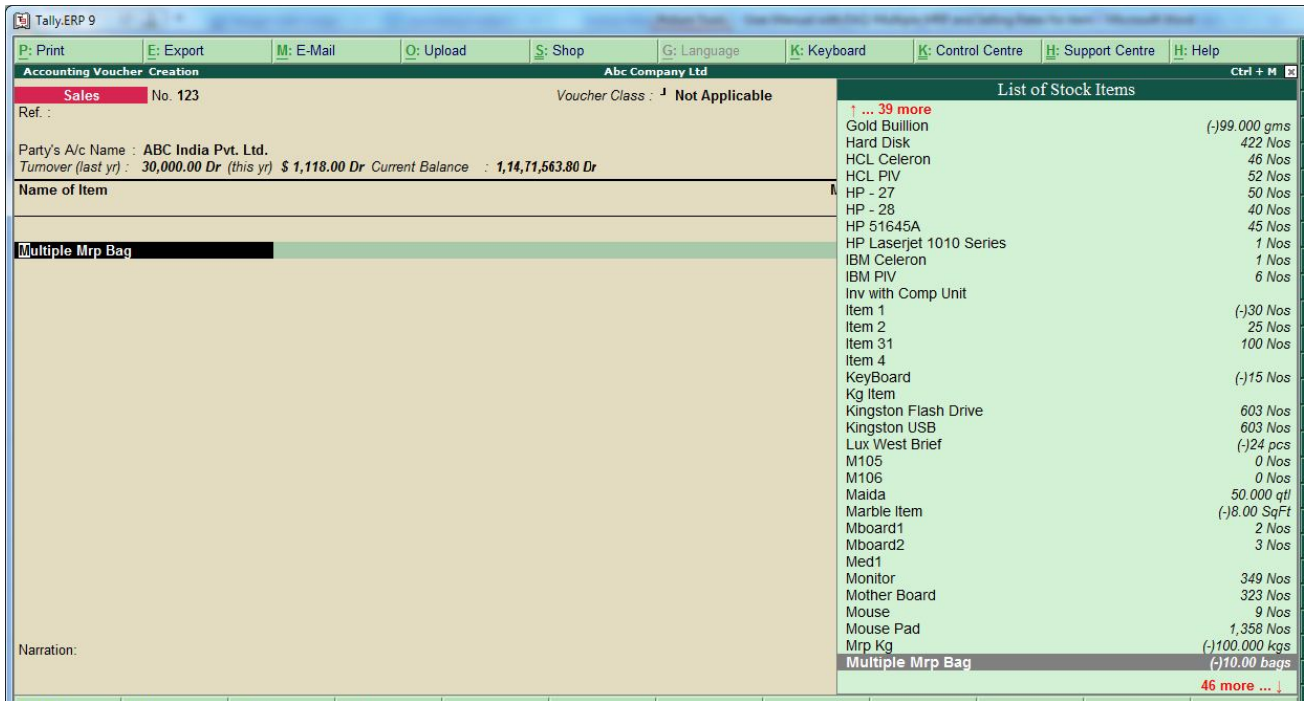 Tally.ERP 9
P: Print E: Export M: E-Mail O: Upload S: Shop G: Language K: Keyboard K: Control Centre H: Support Centre H: Help
Accounting Voucher Creation Abc Company Ltd Ctrl + M
Sales No. 123 Voucher Class : ┘ Not Applicable
Ref. :
Party's A/c Name : ABC India Pvt. Ltd.
Turnover (last yr) : 30,000.00 Dr (this yr) $ 1,118.00 Dr Current Balance : 1,14,71,563.80 Dr
Name of Item
Multiple Mrp Bag
Narration:
List of Stock Items
↑ ... 39 more
Gold Buillion (-)99.000 gms
Hard Disk 422 Nos
HCL Celeron 46 Nos
HCL PIV 52 Nos
HP - 27 50 Nos
HP - 28 40 Nos
HP 51645A 45 Nos
HP Laserjet 1010 Series 1 Nos
IBM Celeron 1 Nos
IBM PIV 6 Nos
Inv with Comp Unit
Item 1 (-)30 Nos
Item 2 25 Nos
Item 31 100 Nos
Item 4
KeyBoard (-)15 Nos
Kg Item
Kingston Flash Drive 603 Nos
Kingston USB 603 Nos
Lux West Brief (-)24 pcs
M105 0 Nos
M106 0 Nos
Maida 50.000 qtl
Marble Item (-)8.00 SqFt
Mboard1 2 Nos
Mboard2 3 Nos
Med1
Monitor 349 Nos
Mother Board 323 Nos
Mouse 9 Nos
Mouse Pad 1,358 Nos
Mrp Kg (-)100.000 kgs
Multiple Mrp Bag (-)10.00 bags
46 more ... ↓